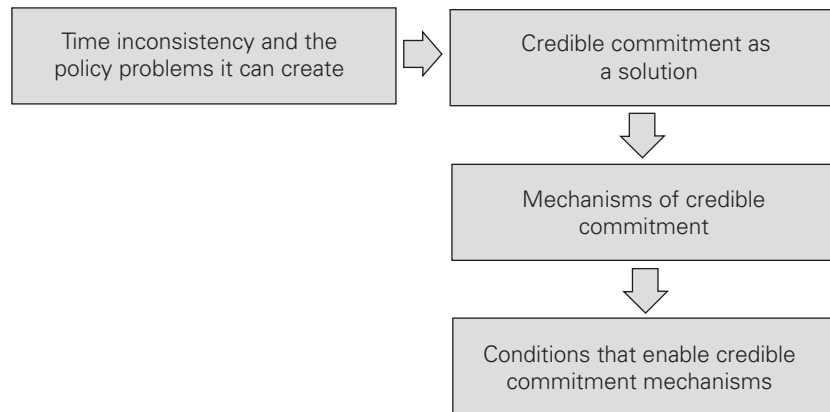 Time inconsistency and the
policy problems it can create
Credible commitment as
a solution
Mechanisms of credible
commitment
Conditions that enable credible
commitment mechanisms